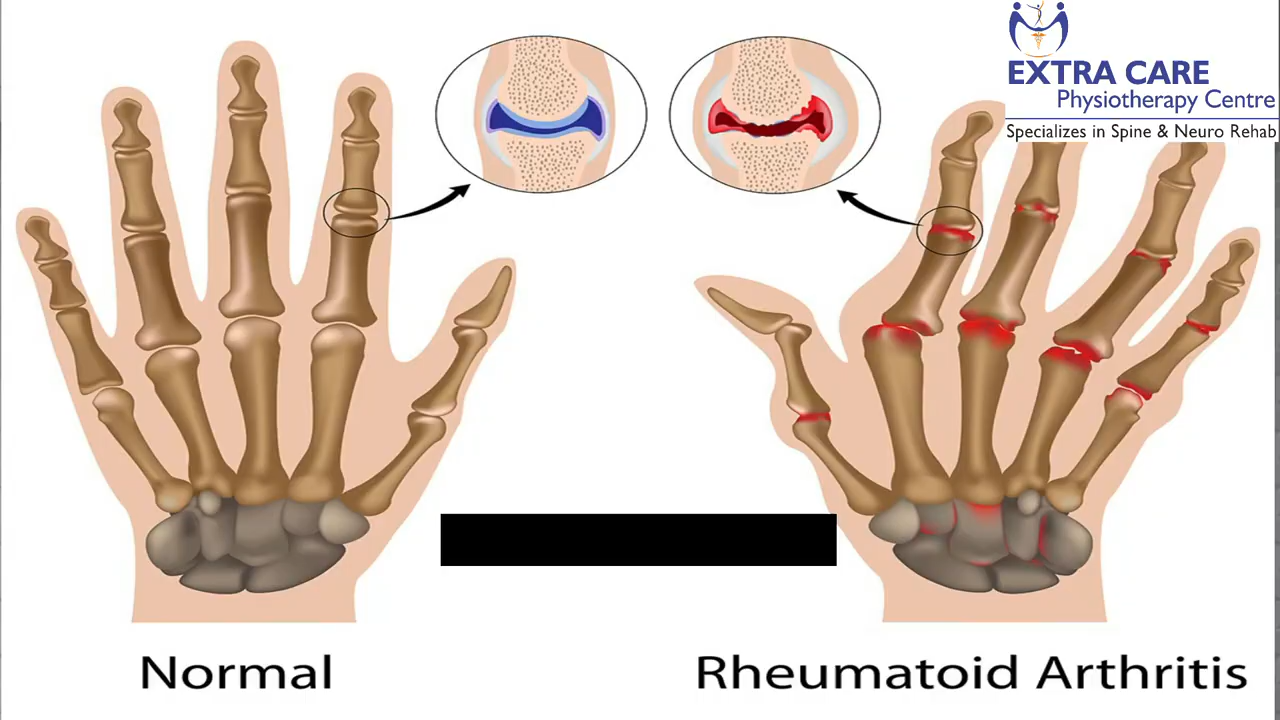 EXTRA CARE
Physiotherapy Centre
Specializes in Spine & Neuro Rehab
Normal
Rheumatoid Arthritis